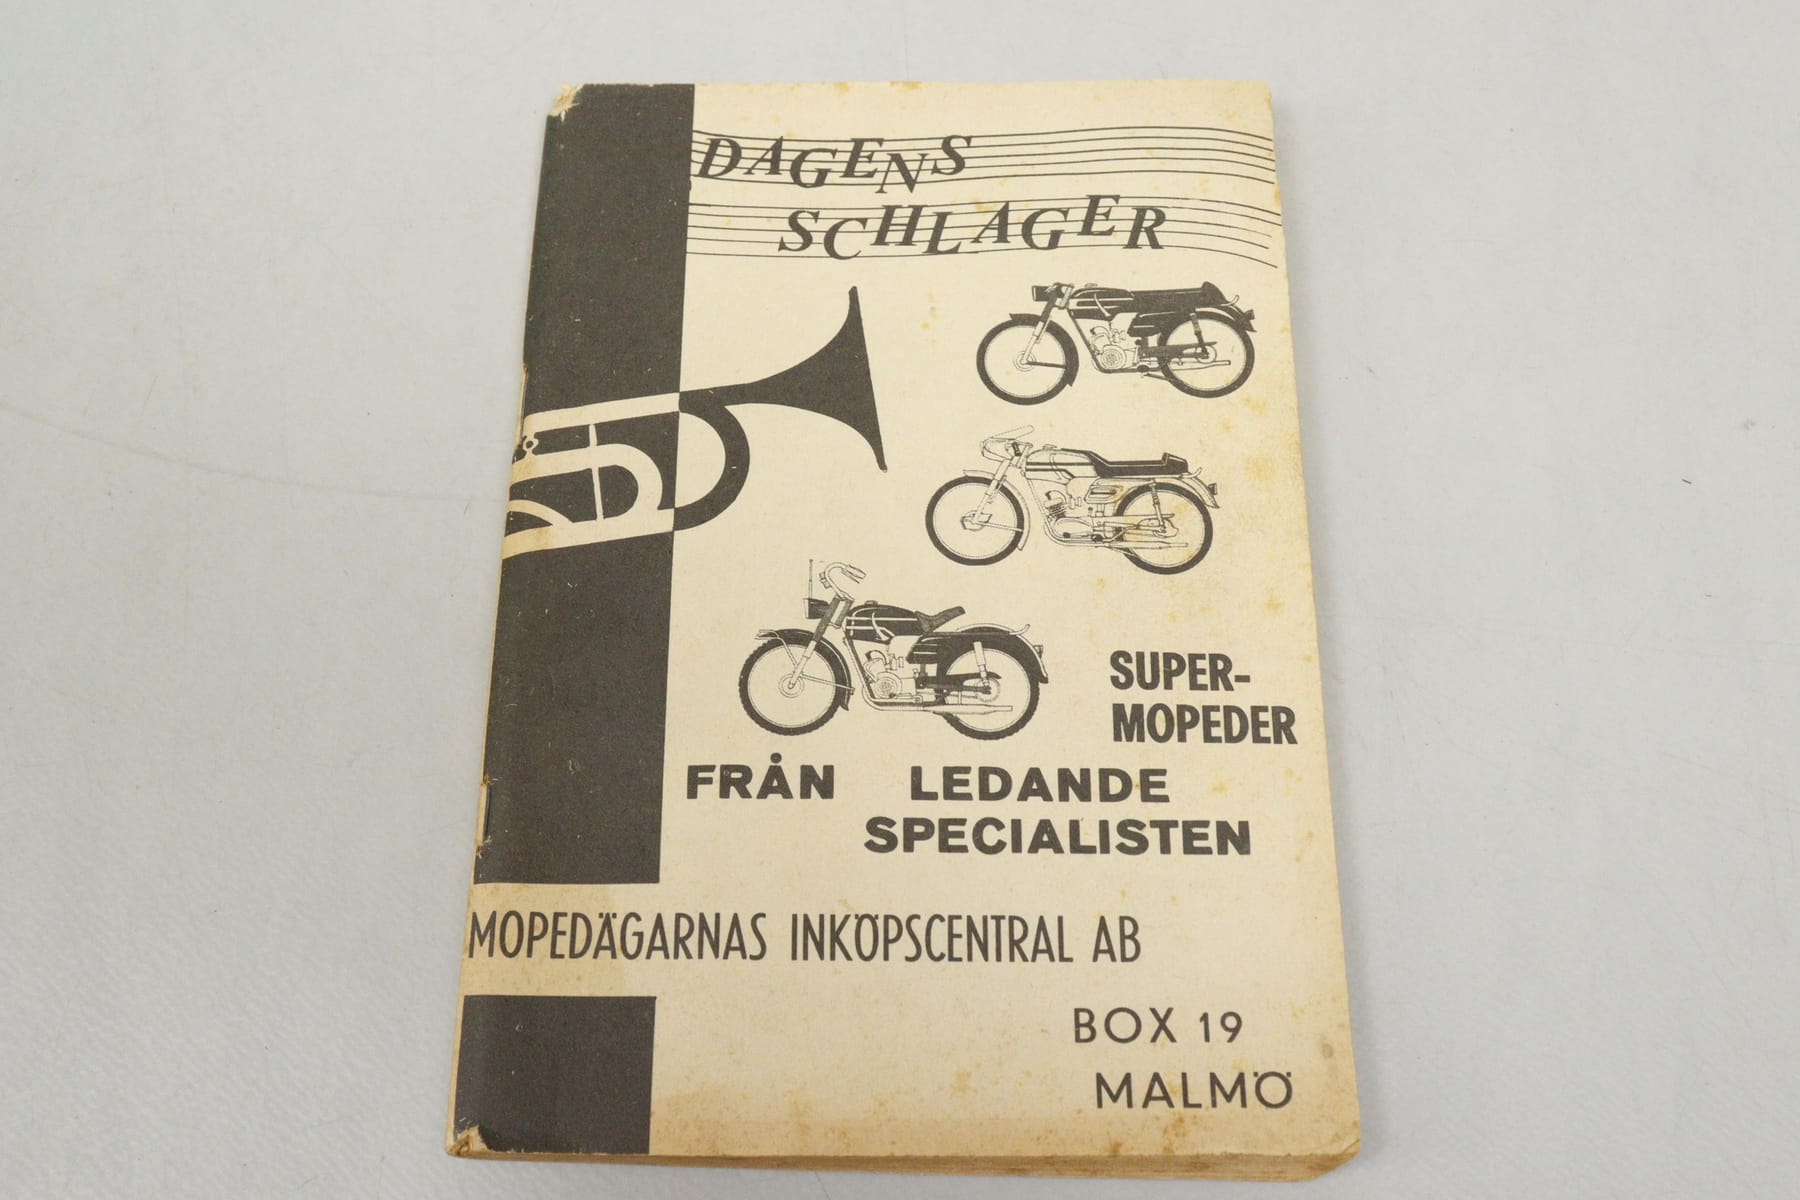 DAGENS
SCHLAGER
SUPER-
MOPEDER
FRÅN LEDANDE
SPECIALISTEN
MOPEDÄGARNAS INKÖPSCENTRAL AB
BOX 19
MALMÖ